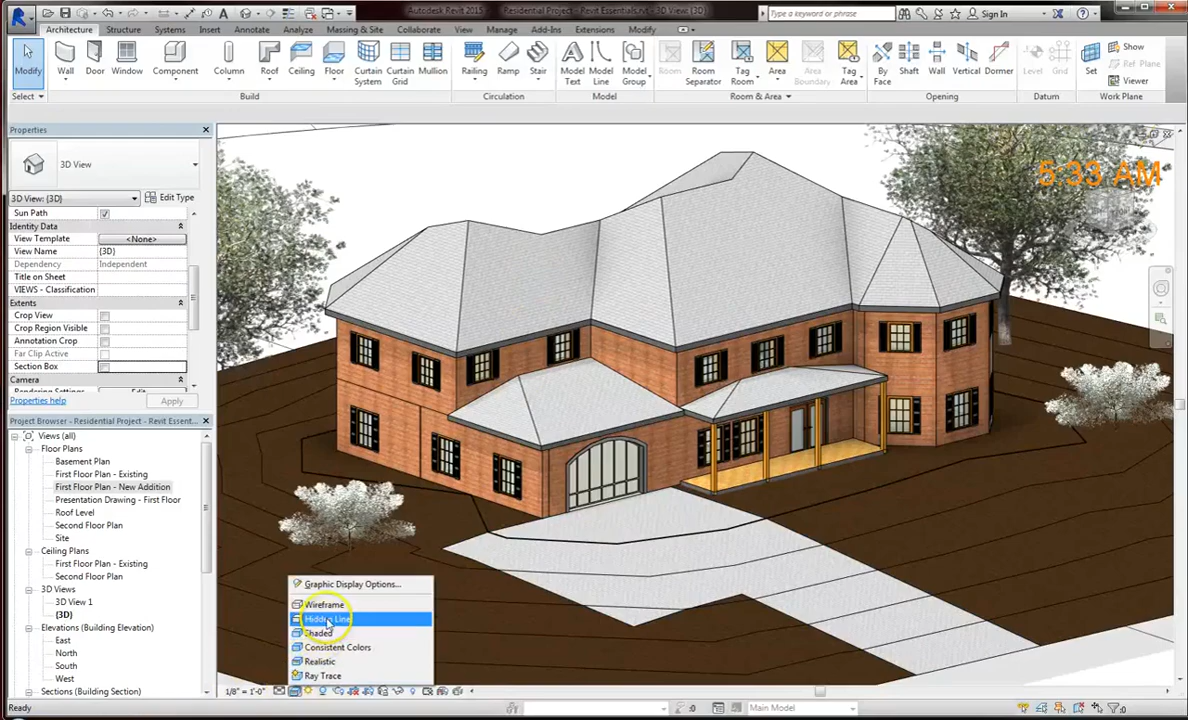 Autodesk Revit 2015 - Residential Project - Revit Essentials.rvt - 3D View: {3D}
Type a keyword or phrase
Sign In
Architecture Structure Systems Insert Annotate Analyze Massing & Site Collaborate View Manage Add-Ins Extensions Modify
Modify Wall Door Window Component Column Roof Ceiling Floor Curtain System Curtain Grid Mullion Railing Ramp Stair Model Text Model Line Model Group Room Room Separator Tag Room Area Area Boundary Tag Area By Face Shaft Wall Vertical Dormer Level Grid Set Show Ref Plane Viewer
Select Build Circulation Model Room & Area Opening Datum Work Plane
Properties
3D View
3D View: {3D}
Edit Type
Sun Path
Identity Data
View Template <None>
View Name {3D}
Dependency Independent
Title on Sheet
VIEWS - Classification
Extents
Crop View
Crop Region Visible
Annotation Crop
Far Clip Active
Section Box
Camera
Rendering Settings Edit...
Properties help
Apply
Project Browser - Residential Project - Revit Essenti...
Views (all)
Floor Plans
Basement Plan
First Floor Plan - Existing
First Floor Plan - New Addition
Presentation Drawing - First Floor
Roof Level
Second Floor Plan
Site
Ceiling Plans
First Floor Plan - Existing
Second Floor Plan
3D Views
3D View 1
{3D}
Elevations (Building Elevation)
East
North
South
West
Sections (Building Section)
5:33 AM
Graphic Display Options...
Wireframe
Hidden Line
Shaded
Consistent Colors
Realistic
Ray Trace
1/8" = 1'-0"
Ready
:0
Main Model
:0